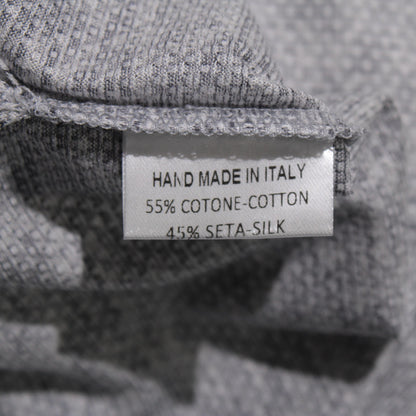 HAND MADE IN ITALY
55% COTONE-COTTON
45% SETA-SILK